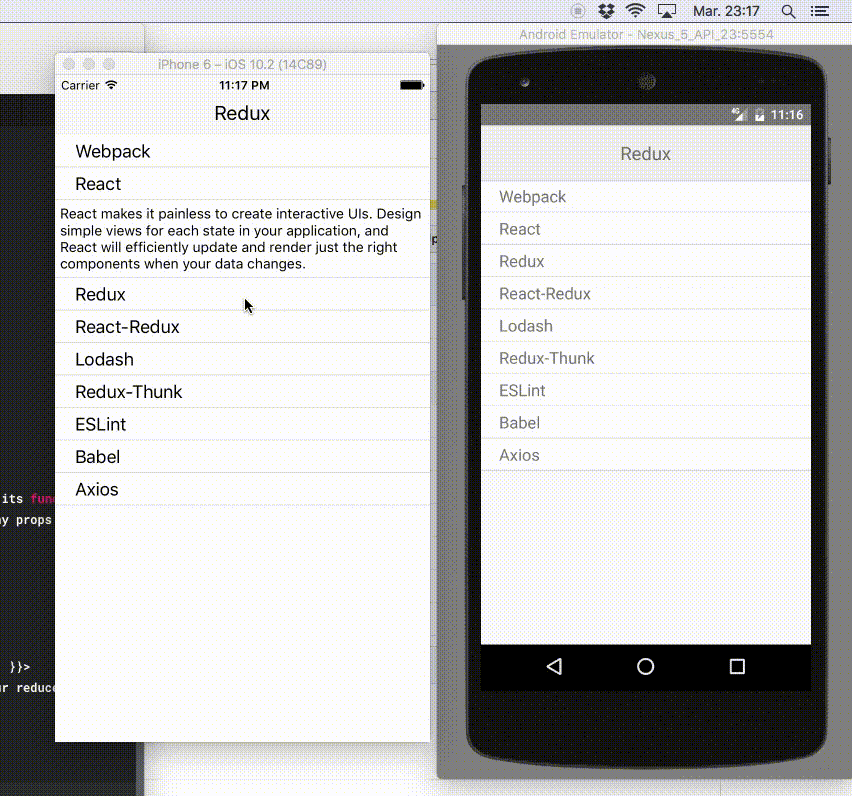 Mar. 23:17
Android Emulator - Nexus_5_API_23:5554
iPhone 6 – iOS 10.2 (14C89)
Carrier
11:17 PM
Redux
Webpack
React
React makes it painless to create interactive UIs. Design
simple views for each state in your application, and
React will efficiently update and render just the right
components when your data changes.
Redux
React-Redux
Lodash
Redux-Thunk
ESLint
Babel
Axios
4G
11:16
Redux
Webpack
React
Redux
React-Redux
Lodash
Redux-Thunk
ESLint
Babel
Axios
its
props
}}>